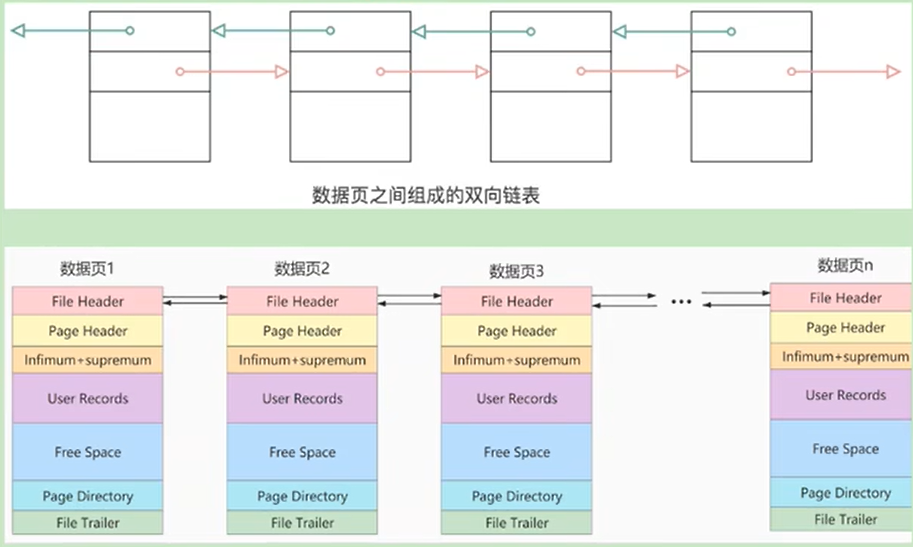 数据页之间组成的双向链表
数据页1 数据页2 数据页3 数据页n
File Header File Header File Header ... File Header
Page Header Page Header Page Header Page Header
Infimum+supremum Infimum+supremum Infimum+supremum Infimum+supremum
User Records User Records User Records User Records
Free Space Free Space Free Space Free Space
Page Directory Page Directory Page Directory Page Directory
File Trailer File Trailer File Trailer File Trailer